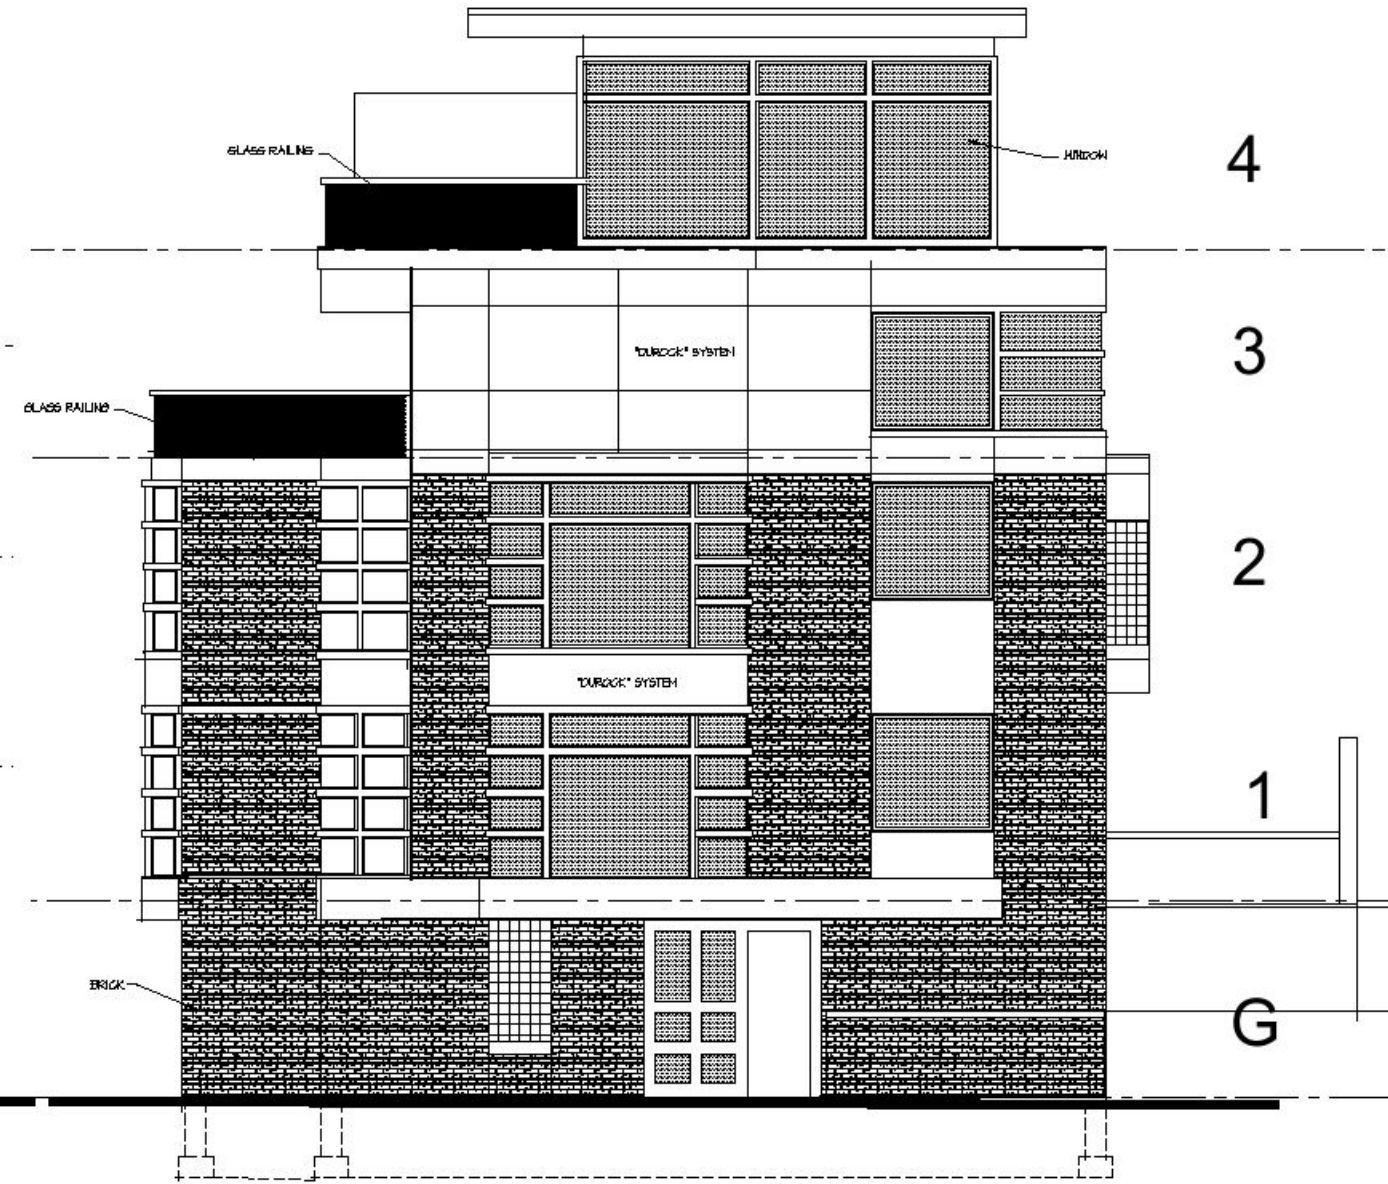 GLASS RAILING
WINDOW
4
"DUROCK" SYSTEM
3
GLASS RAILING
2
"DUROCK" SYSTEM
1
BRICK
G